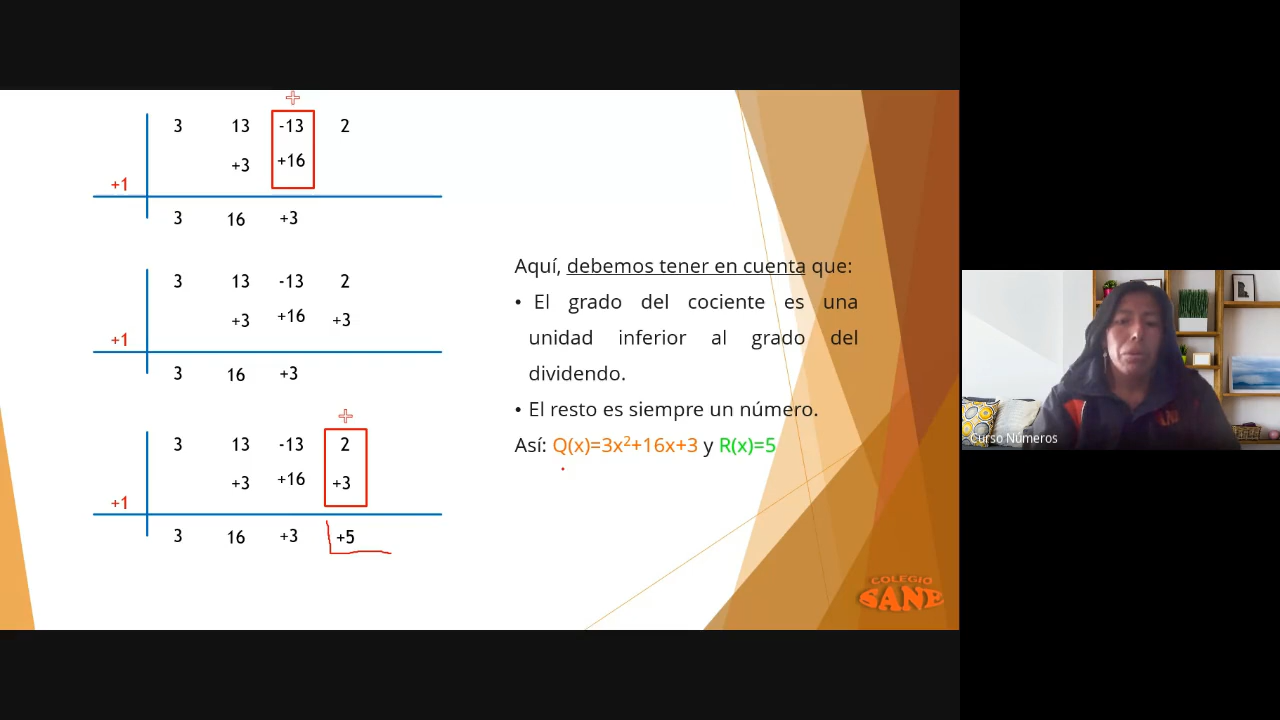 +
3 13 -13 2
+3 +16
+1
3 16 +3
3 13 -13 2
+3 +16 +3
+1
3 16 +3
+
3 13 -13 2
+3 +16 +3
+1
3 16 +3 +5
Aquí, debemos tener en cuenta que:
• El grado del cociente es una
unidad inferior al grado del
dividendo.
• El resto es siempre un número.
Así: Q(x)=3x²+16x+3 y R(x)=5
COLEGIO
SANE
Curso Números